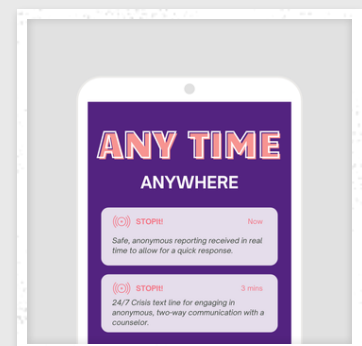 ANY TIME
ANYWHERE
STOPit! Now
Safe, anonymous reporting received in real
time to allow for a quick response.
STOPit! 3 mins
24/7 Crisis text line for engaging in
anonymous, two-way communication with a
counselor.